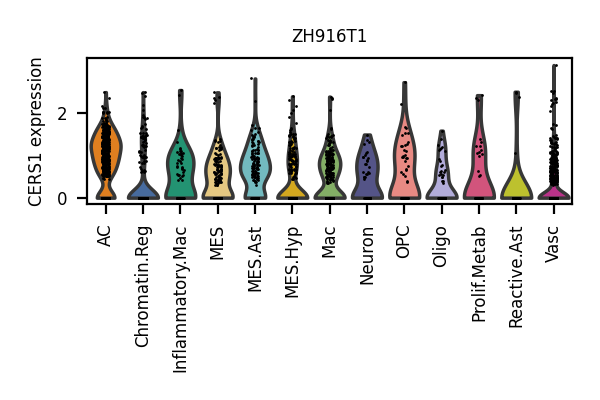 ZH916T1
CERS1 expression
2
0
AC
Chromatin.Reg
Inflammatory.Mac
MES
MES.Ast
MES.Hyp
Mac
Neuron
OPC
Oligo
Prolif.Metab
Reactive.Ast
Vasc